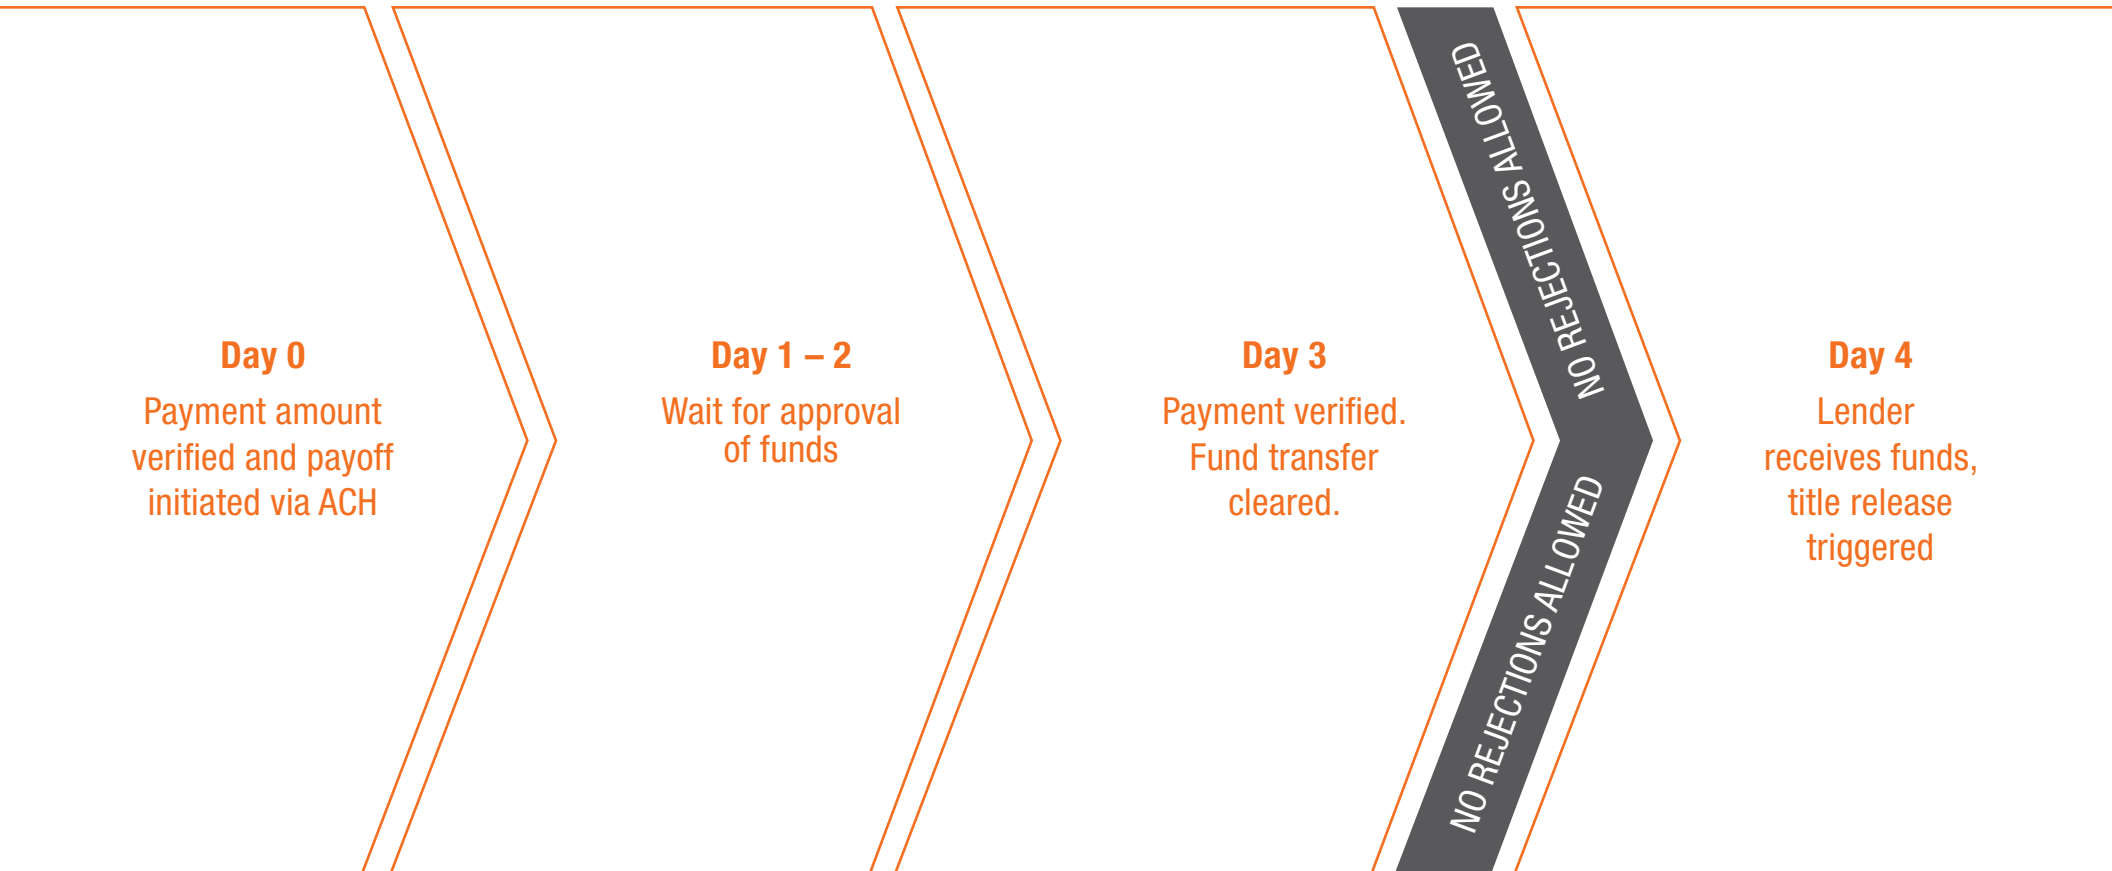 Day 0
Payment amount
verified and payoff
initiated via ACH
Day 1 – 2
Wait for approval
of funds
Day 3
Payment verified.
Fund transfer
cleared.
NO REJECTIONS ALLOWED
NO REJECTIONS ALLOWED
Day 4
Lender
receives funds,
title release
triggered